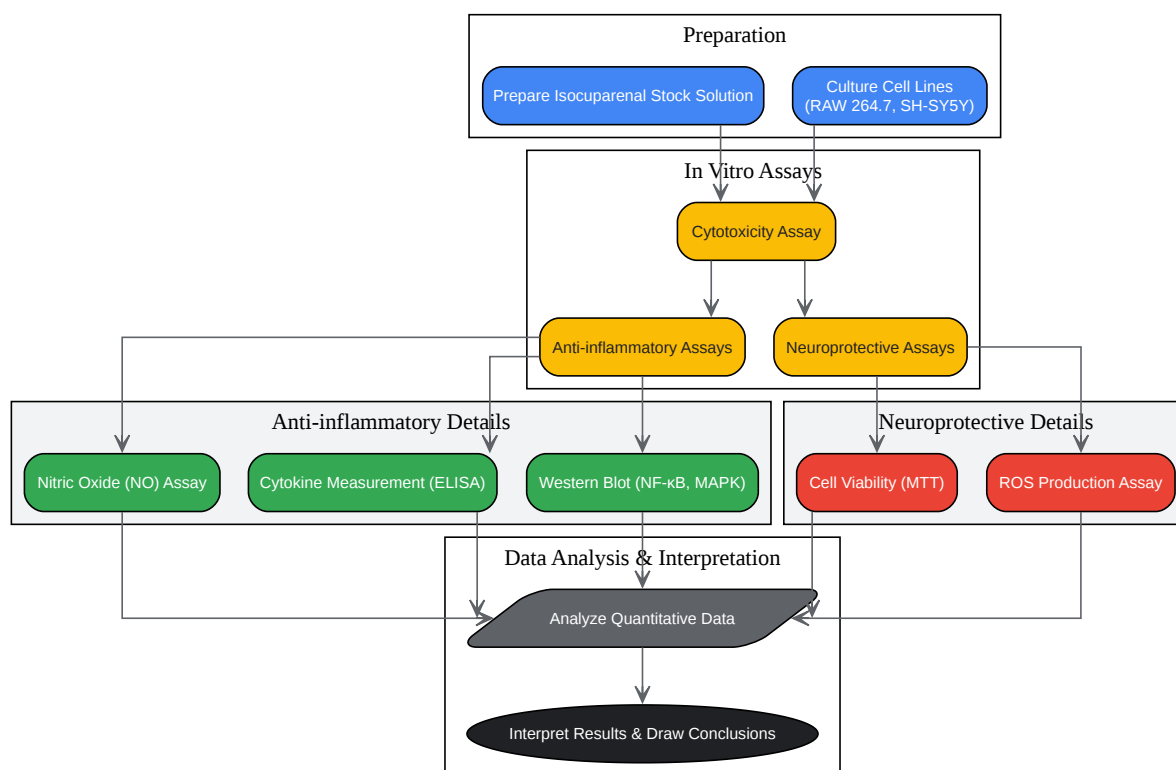 Preparation
Prepare Isocuparenal Stock Solution
Culture Cell Lines
(RAW 264.7, SH-SY5Y)
In Vitro Assays
Cytotoxicity Assay
Anti-inflammatory Assays
Neuroprotective Assays
Anti-inflammatory Details
Neuroprotective Details
Nitric Oxide (NO) Assay
Cytokine Measurement (ELISA)
Western Blot (NF-κB, MAPK)
Cell Viability (MTT)
ROS Production Assay
Data Analysis & Interpretation
Analyze Quantitative Data
Interpret Results & Draw Conclusions